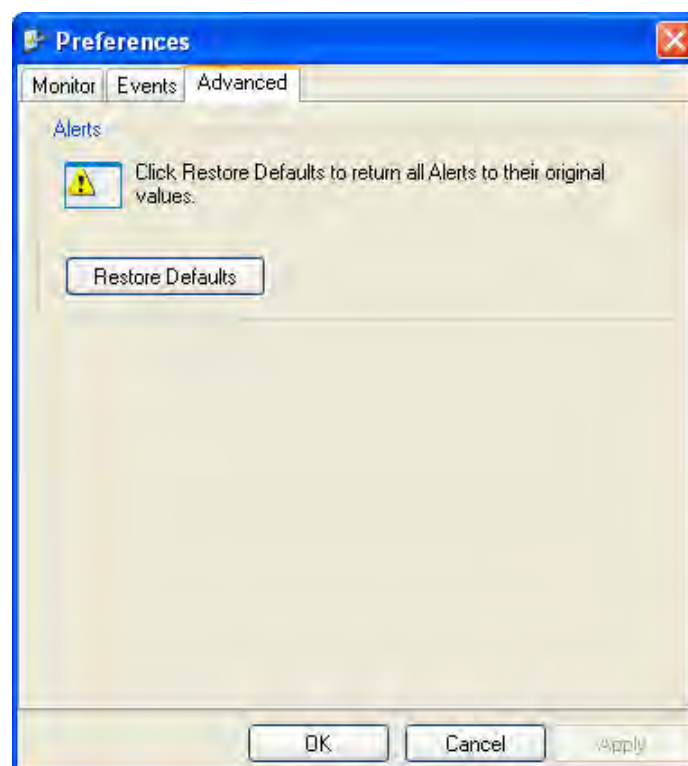 Preferences
Monitor Events Advanced
Alerts
Click Restore Defaults to return all Alerts to their original
values.
Restore Defaults
OK Cancel Apply